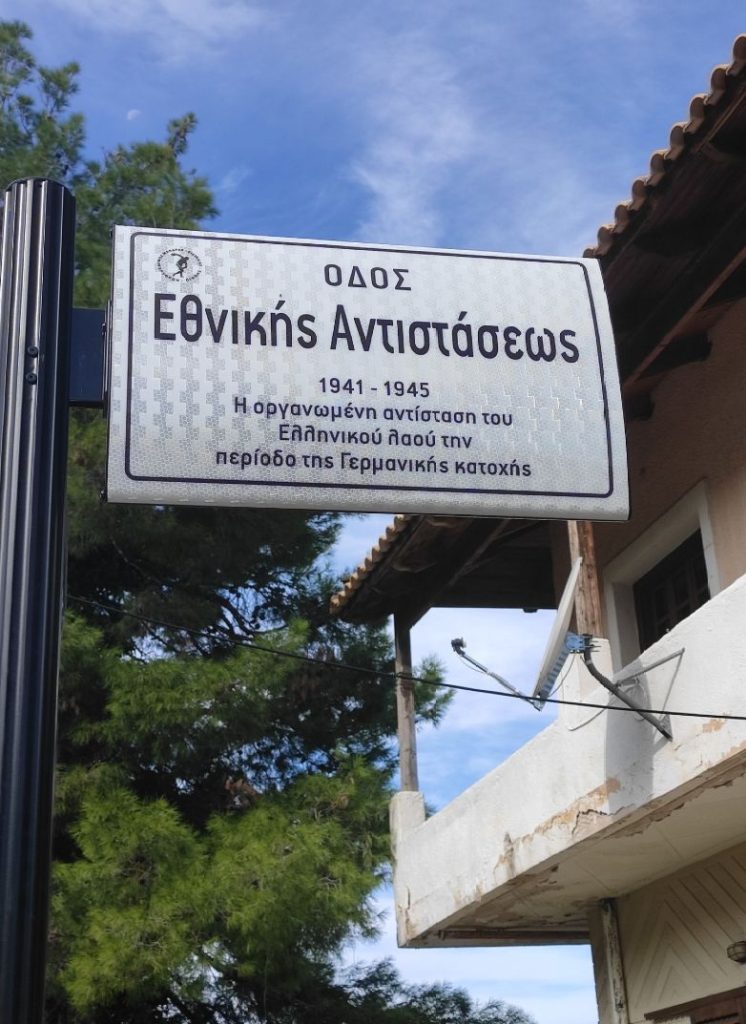 ΟΔΟΣ
Εθνικής Αντιστάσεως
1941 - 1945
Η οργανωμένη αντίσταση του
Ελληνικού λαού την
περίοδο της Γερμανικής κατοχής